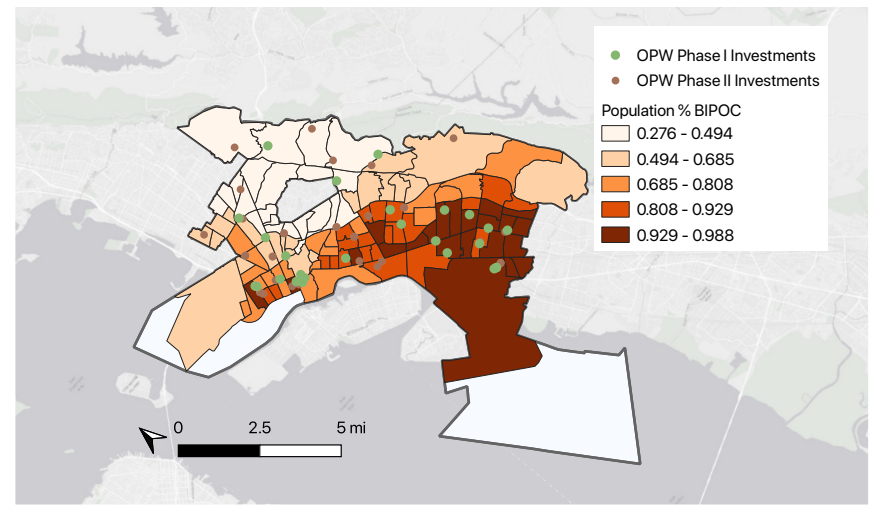 OPW Phase I Investments
OPW Phase II Investments
Population % BIPOC
0.276 - 0.494
0.494 - 0.685
0.685 - 0.808
0.808 - 0.929
0.929 - 0.988
0 2.5 5 mi